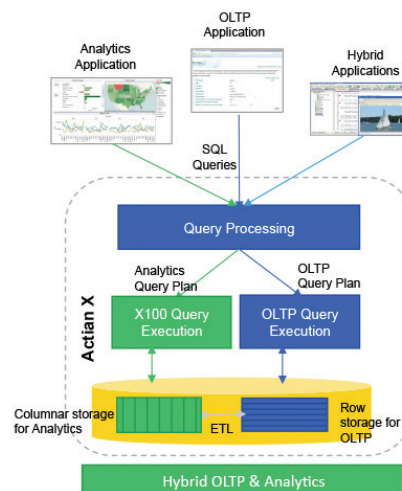 OLTP
Application
Analytics
Application
Hybrid
Applications
SQL
Queries
Query Processing
Analytics
Query Plan
OLTP
Query Plan
Actian X
X100 Query
Execution
OLTP Query
Execution
Columnar storage
for Analytics
ETL
Row
storage for
OLTP
Hybrid OLTP & Analytics